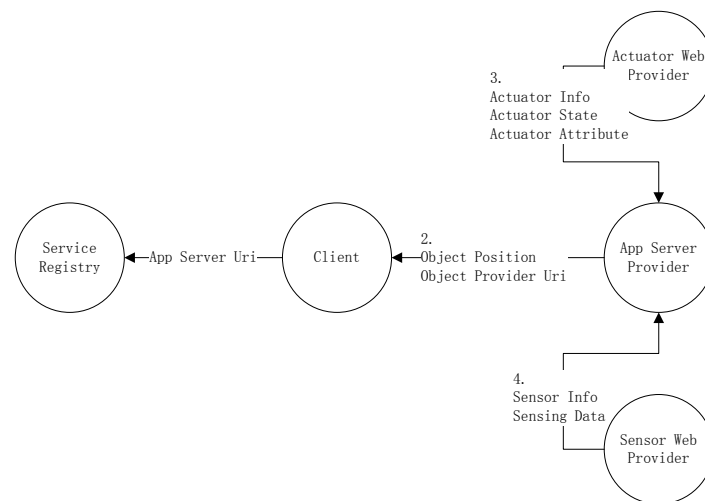 Actuator Web
Provider
3.
Actuator Info
Actuator State
Actuator Attribute
Service
Registry
App Server Uri
Client
2.
Object Position
Object Provider Uri
App Server
Provider
4.
Sensor Info
Sensing Data
Sensor Web
Provider